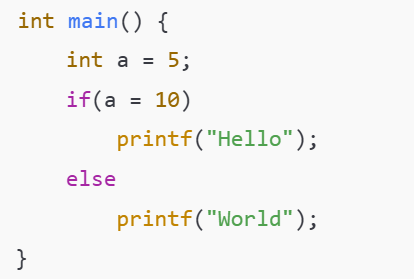 int main() {
    int a = 5;
    if(a = 10)
        printf("Hello");
    else
        printf("World");
}